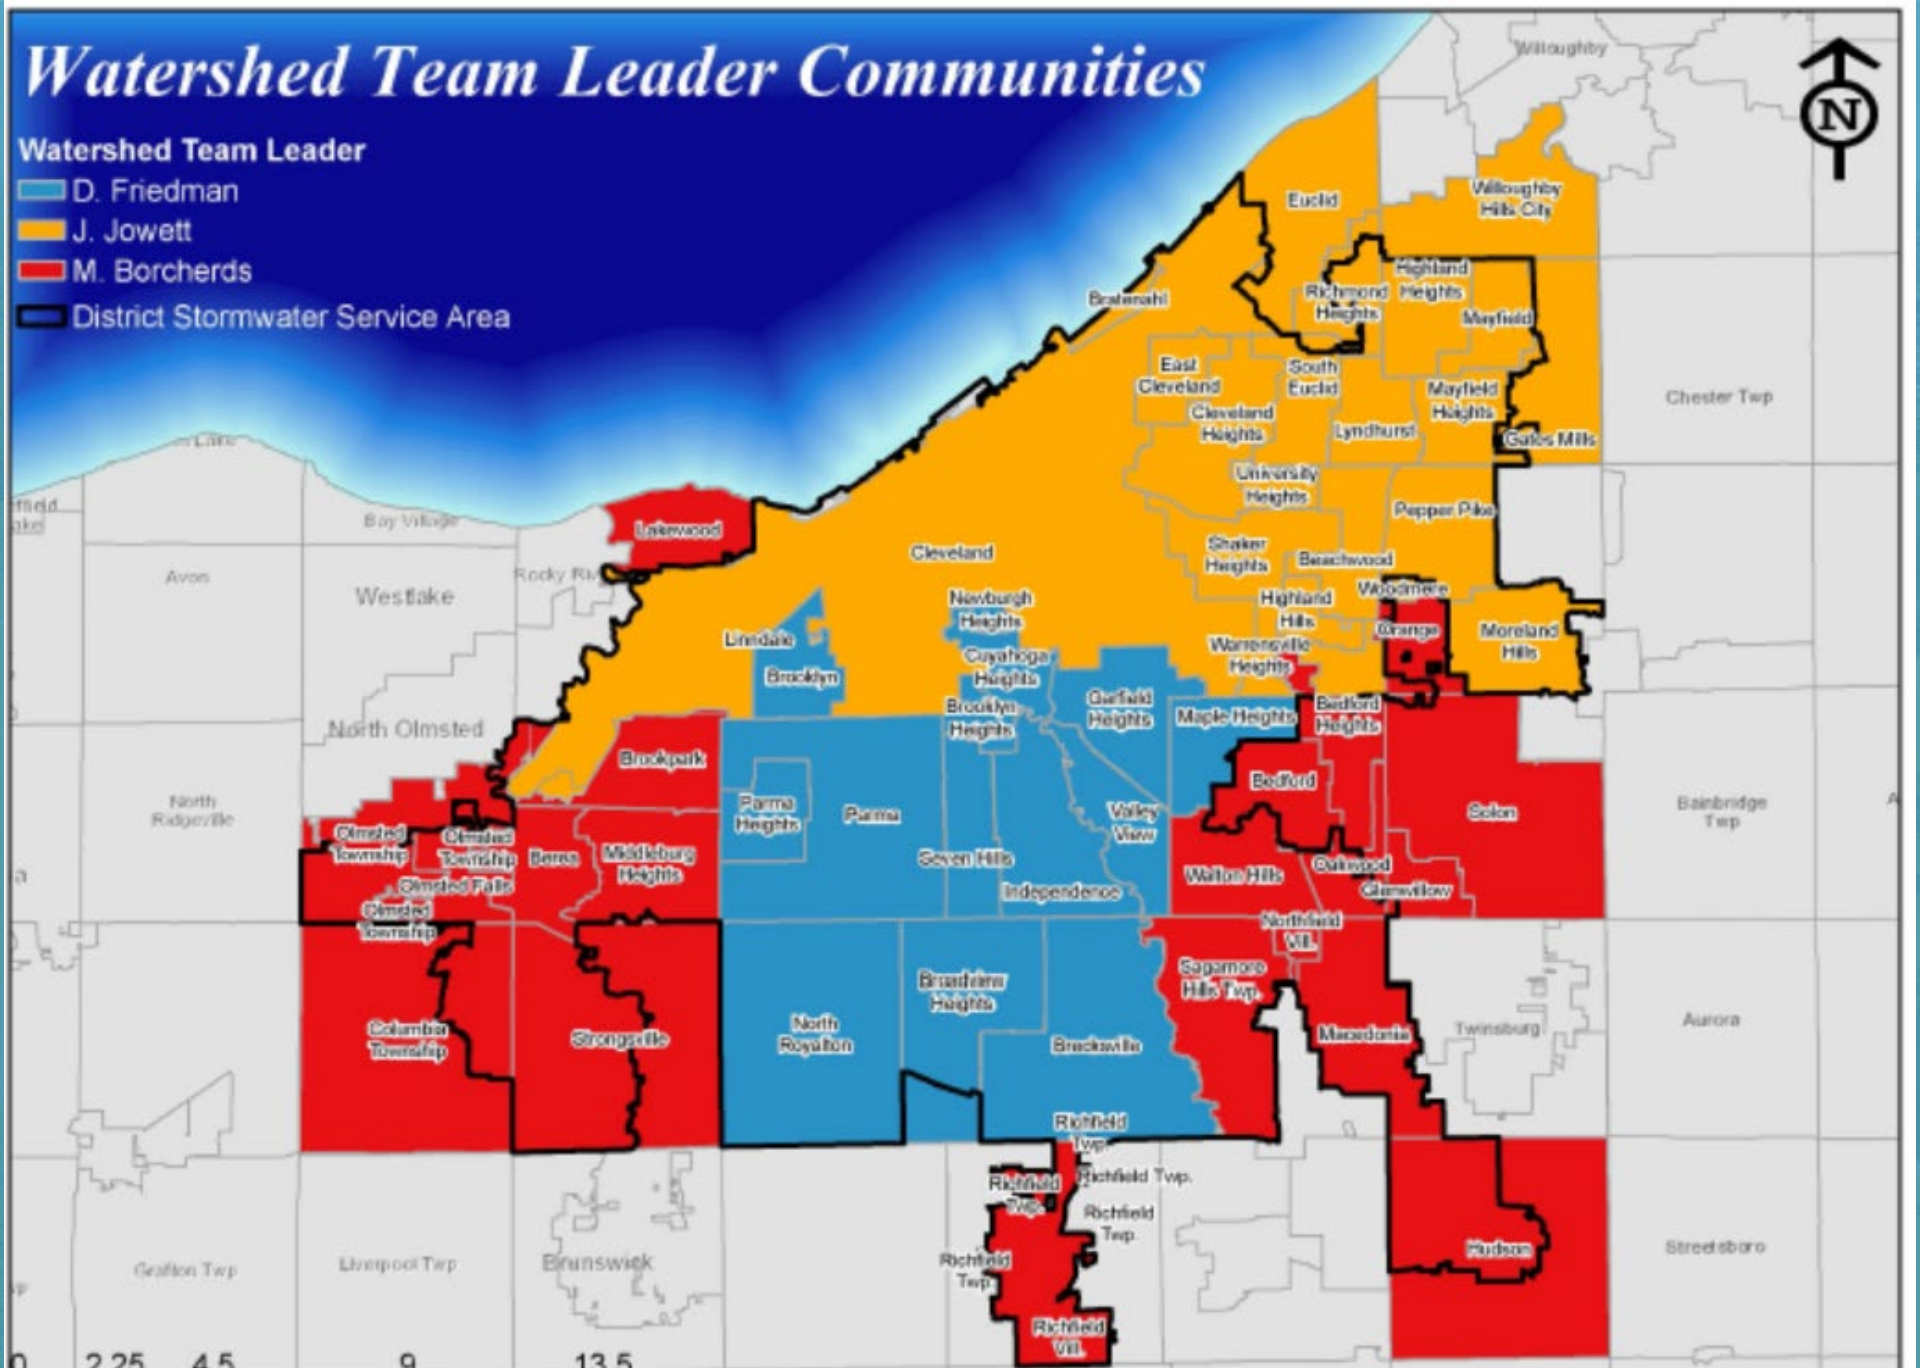 Watershed Team Leader Communities
Watershed Team Leader
D. Friedman
J. Jowett
M. Borcherds
District Stormwater Service Area
N
Willoughby
Willoughby
Hills City
Euclid
Highland
Heights
Richmond
Heights
Mayfield
Bratenahl
East
Cleveland
South
Euclid
Cleveland
Heights
Mayfield
Heights
Lyndhurst
Gates Mills
Chester Twp
Lake
University
Heights
Pepper Pike
Bay Village
Lakewood
Cleveland
Shaker
Heights
Beachwood
Avon
Rocky Riv
Westlake
Newburgh
Heights
Highland
Hills
Woodmere
Orange
Moreland
Hills
Linndale
Brooklyn
Cuyahoga
Heights
Warrensville
Heights
Brooklyn
Heights
Garfield
Heights
Maple Heights
Bedford
Heights
North Olmsted
Brookpark
Bedford
North
Ridgeville
Parma
Heights
Parma
Valley
View
Solon
Bainbridge
Twp
A
Olmsted
Township
Olmsted
Township
Berea
Middleburg
Heights
Seven Hills
Walton Hills
Oakwood
Glenwillow
Olmsted Falls
Independence
Olmsted
Township
Northfield
Vill.
Sagamore
Hills Twp.
Broadview
Heights
Columbia
Township
Strongsville
North
Royalton
Brecksville
Macedonia
Twinsburg
Aurora
Richfield
Twp.
Richfield
Twp.
Richfield Twp.
Richfield
Twp.
Richfield
Twp.
Richfield
Vill.
Hudson
Streetsboro
Grafton Twp
Liverpool Twp
Brunswick
0 2.25 4.5 9 13.5